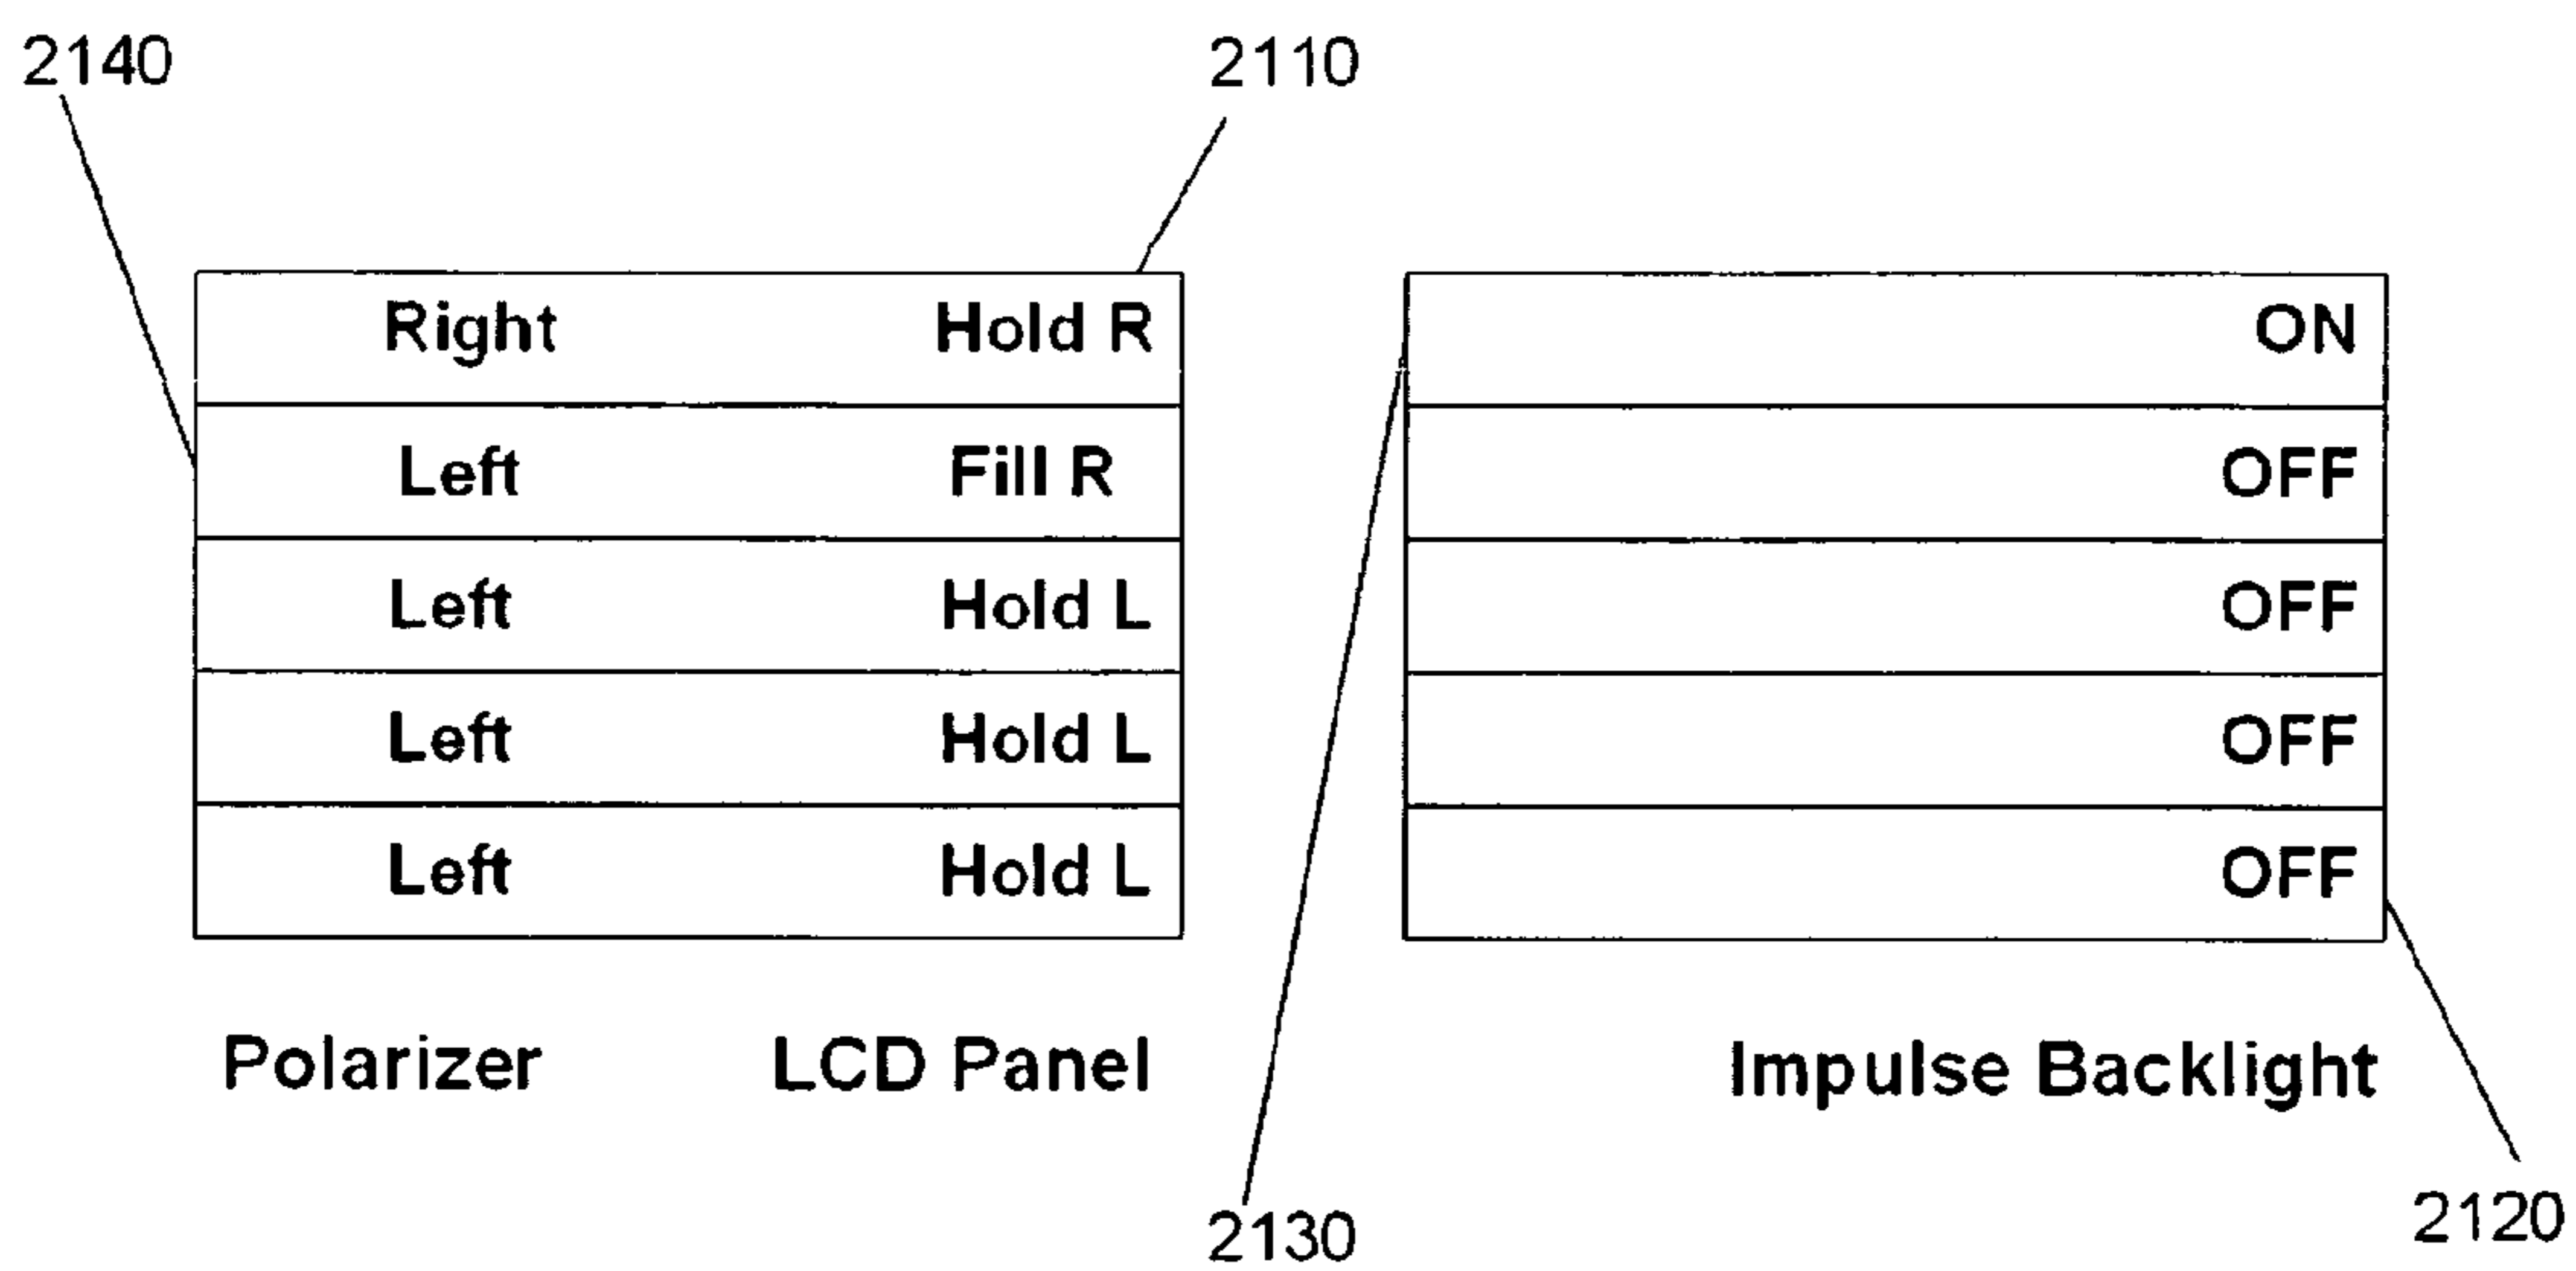 2140 2110
Right Hold R ON
Left Fill R OFF
Left Hold L OFF
Left Hold L OFF
Left Hold L OFF
Polarizer LCD Panel Impulse Backlight
2130 2120